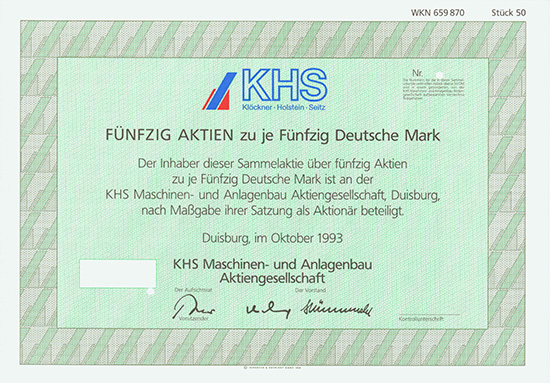 WKN 659 870 Stück 50
KHS
Klöckner · Holstein · Seitz
Nr.
FÜNFZIG AKTIEN zu je Fünfzig Deutsche Mark
Der Inhaber dieser Sammelaktie über fünfzig Aktien
zu je Fünfzig Deutsche Mark ist an der
KHS Maschinen- und Anlagenbau Aktiengesellschaft, Duisburg,
nach Maßgabe ihrer Satzung als Aktionär beteiligt.
Duisburg, im Oktober 1993
KHS Maschinen- und Anlagenbau
Aktiengesellschaft
Der Aufsichtsrat Der Vorstand
Vorsitzender Kontrollunterschrift